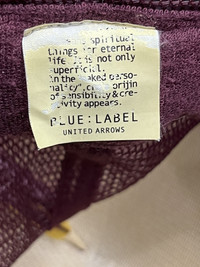 spiritual
things for eternal
life. It is not only
superficial.
In the naked perso-
nality", origin
of sensibility & cre-
ativity appears.
BLUE : LABEL
UNITED ARROWS